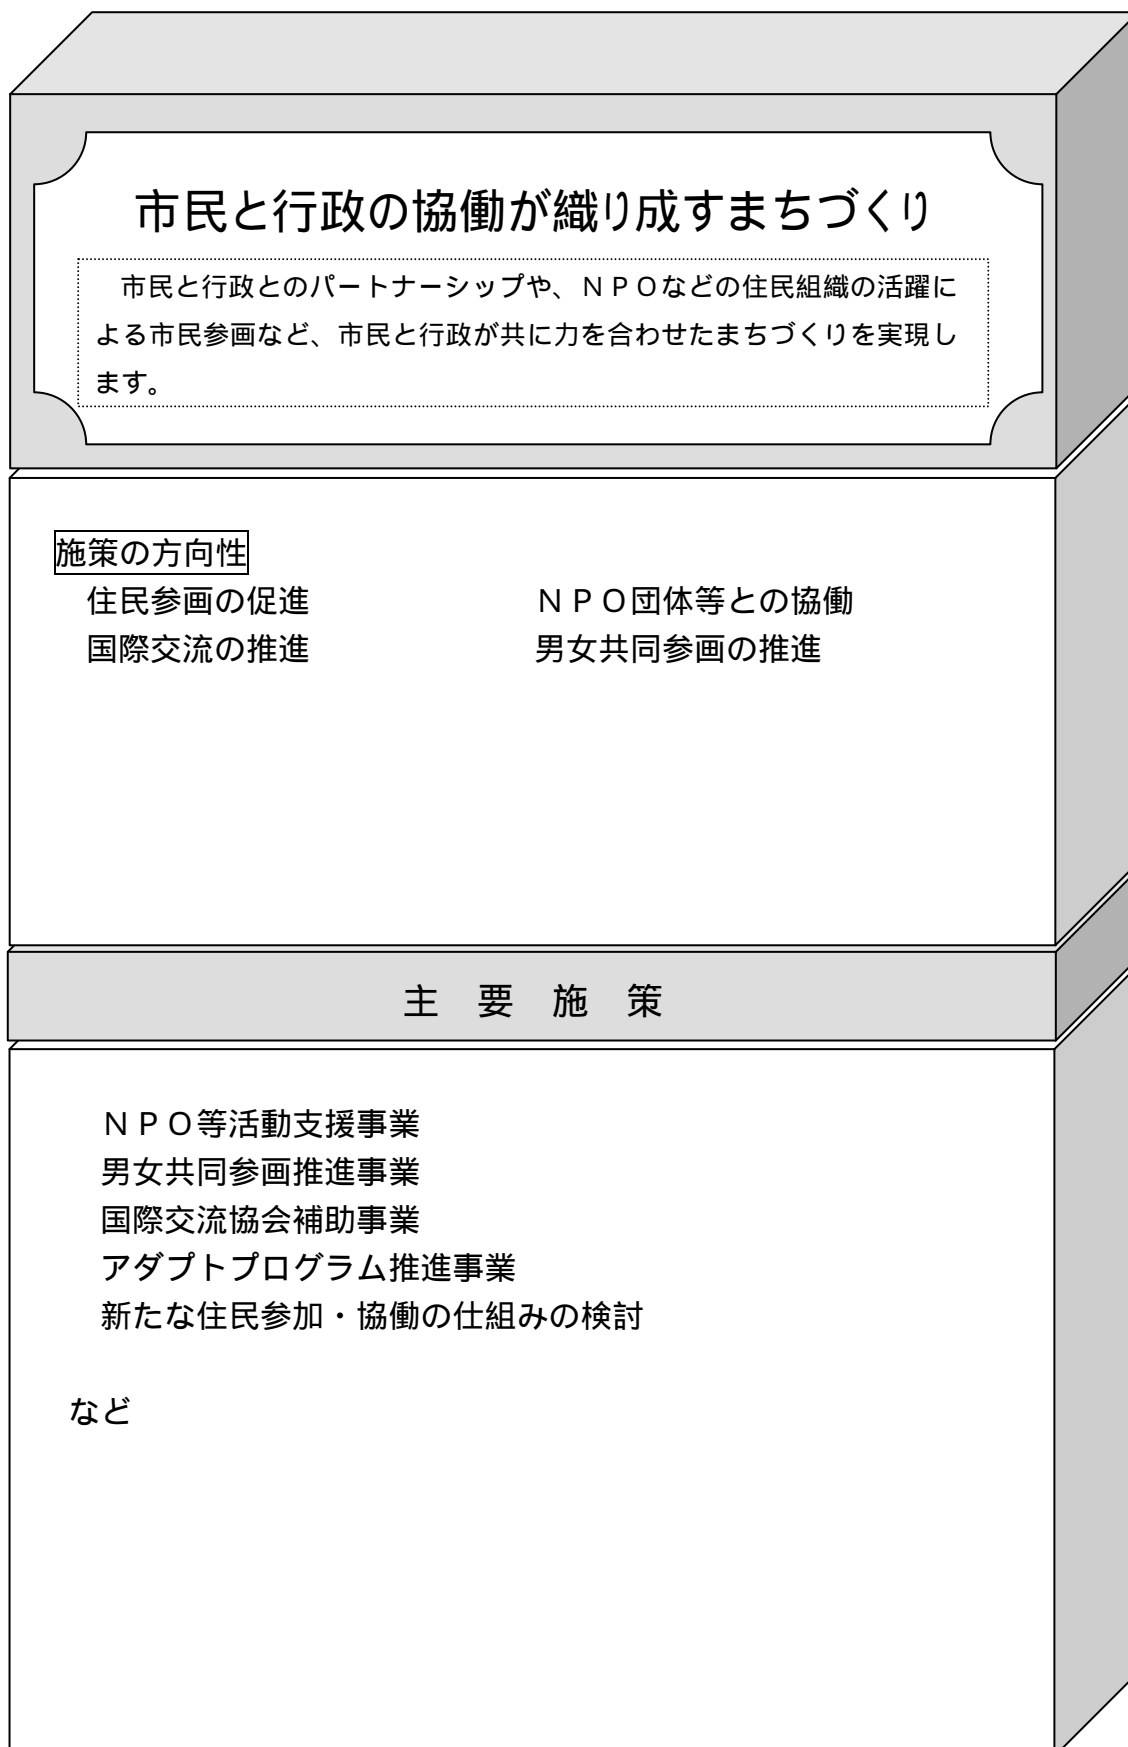 市民と行政の協働が織り成すまちづくり
市民と行政とのパートナーシップや、ＮＰＯなどの住民組織の活躍に
よる市民参画など、市民と行政が共に力を合わせたまちづくりを実現し
ます。
施策の方向性
住民参画の促進　ＮＰＯ団体等との協働
国際交流の推進　男女共同参画の推進
主　要　施　策
ＮＰＯ等活動支援事業
男女共同参画推進事業
国際交流協会補助事業
アダプトプログラム推進事業
新たな住民参加・協働の仕組みの検討
など